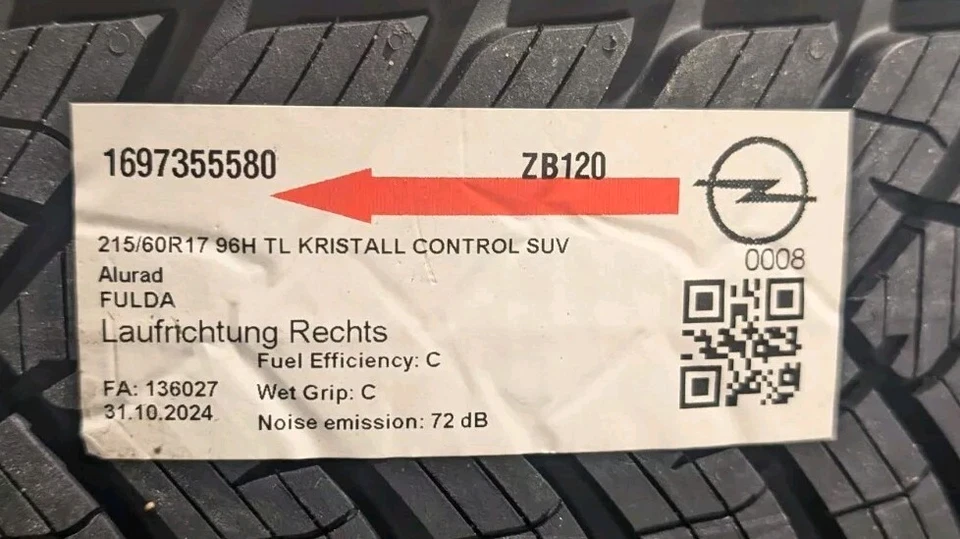 1697355580 ZB120
0008
215/60R17 96H TL KRISTALL CONTROL SUV
Alurad
FULDA
Laufrichtung Rechts
Fuel Efficiency: C
FA: 136027 Wet Grip: C
31.10.2024 Noise emission: 72 dB